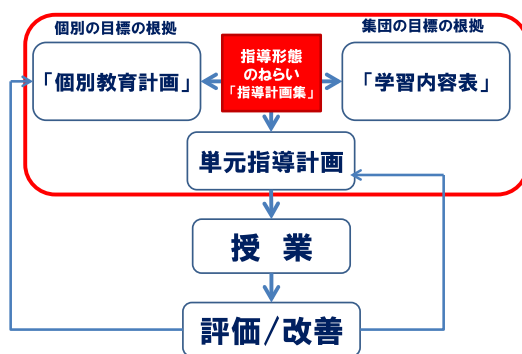 個別の目標の根拠
集団の目標の根拠
「個別教育計画」
指導形態
のねらい
「指導計画集」
「学習内容表」
単元指導計画
授 業
評価/改善